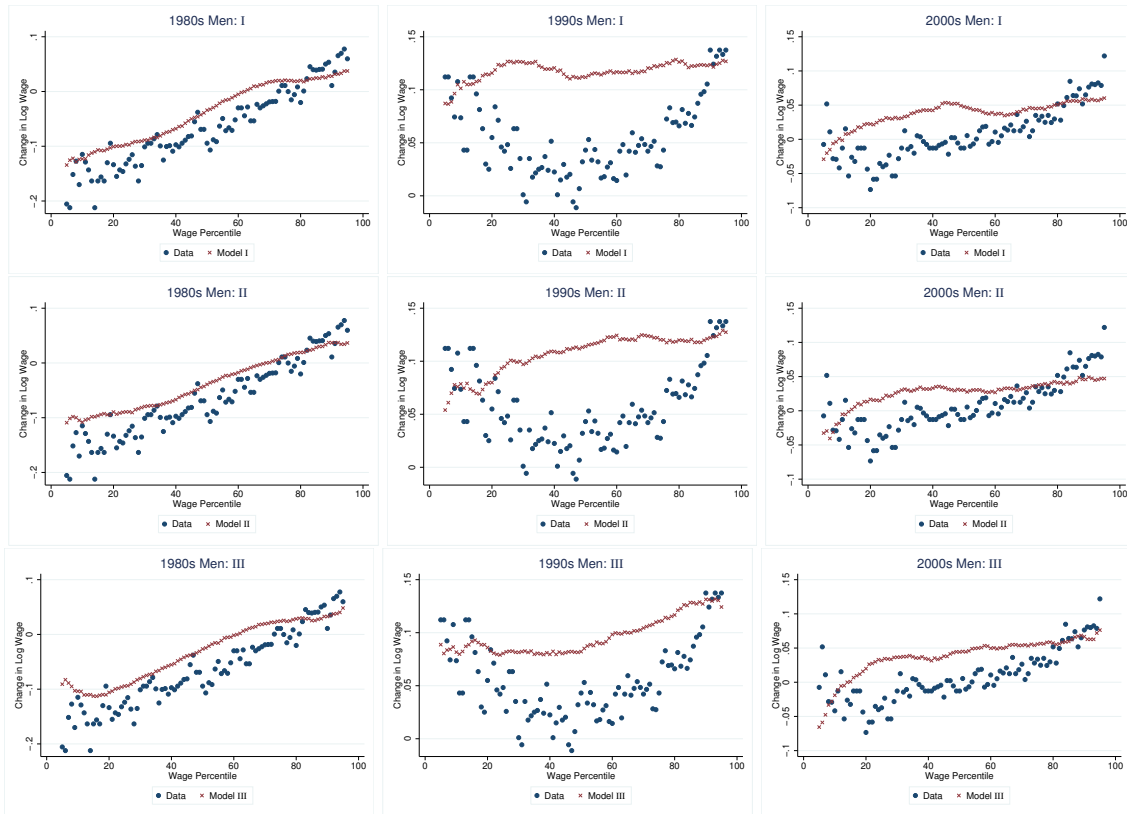 1980s Men: I
Change in Log Wage
.1
0
-.1
-.2
0 20 40 60 80 100
Wage Percentile
Data Model I
1990s Men: I
Change in Log Wage
.15
.1
.05
0
0 20 40 60 80 100
Wage Percentile
Data Model I
2000s Men: I
Change in Log Wage
.15
.1
.05
0
-.05
-.1
0 20 40 60 80 100
Wage Percentile
Data Model I
1980s Men: II
Change in Log Wage
.1
0
-.1
-.2
0 20 40 60 80 100
Wage Percentile
Data Model II
1990s Men: II
Change in Log Wage
.15
.1
.05
0
0 20 40 60 80 100
Wage Percentile
Data Model II
2000s Men: II
Change in Log Wage
.15
.1
.05
0
-.05
-.1
0 20 40 60 80 100
Wage Percentile
Data Model II
1980s Men: III
Change in Log Wage
.1
0
-.1
-.2
0 20 40 60 80 100
Wage Percentile
Data Model III
1990s Men: III
Change in Log Wage
.15
.1
.05
0
0 20 40 60 80 100
Wage Percentile
Data Model III
2000s Men: III
Change in Log Wage
.15
.1
.05
0
-.05
-.1
0 20 40 60 80 100
Wage Percentile
Data Model III